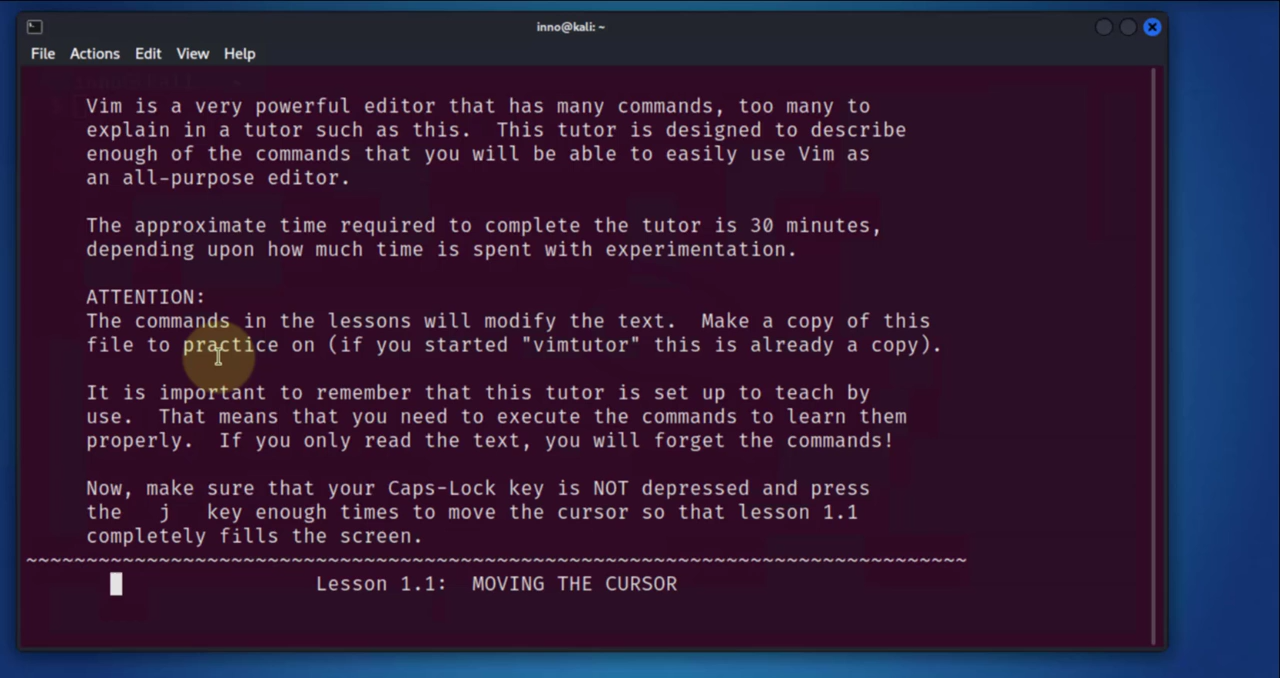 inno@kali: ~
File Actions Edit View Help
Vim is a very powerful editor that has many commands, too many to
explain in a tutor such as this.  This tutor is designed to describe
enough of the commands that you will be able to easily use Vim as
an all-purpose editor.
The approximate time required to complete the tutor is 30 minutes,
depending upon how much time is spent with experimentation.
ATTENTION:
The commands in the lessons will modify the text.  Make a copy of this
file to practice on (if you started "vimtutor" this is already a copy).
It is important to remember that this tutor is set up to teach by
use.  That means that you need to execute the commands to learn them
properly.  If you only read the text, you will forget the commands!
Now, make sure that your Caps-Lock key is NOT depressed and press
the   j   key enough times to move the cursor so that lesson 1.1
completely fills the screen.
~~~~~~~~~~~~~~~~~~~~~~~~~~~~~~~~~~~~~~~~~~~~~~~~~~~~~~~~~~~~~~~~~~~~~~~~~~~~~~
Lesson 1.1:  MOVING THE CURSOR